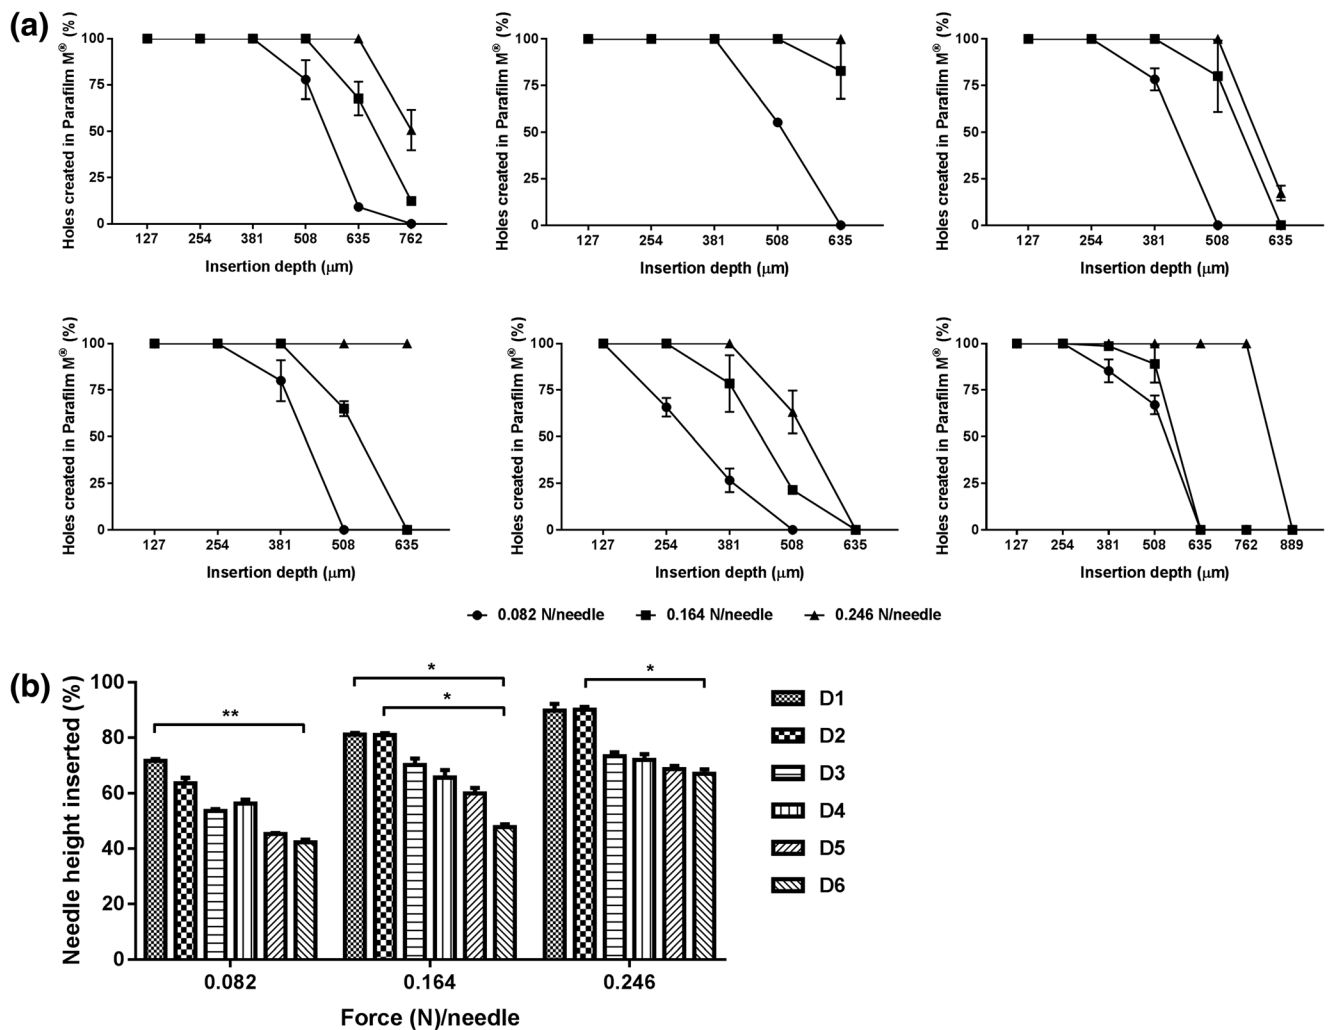 (a)
Holes created in Parafilm M® (%)
100
75
50
25
0
127 254 381 508 635 762
Insertion depth (μm)
Holes created in Parafilm M® (%)
100
75
50
25
0
127 254 381 508 635
Insertion depth (μm)
Holes created in Parafilm M® (%)
100
75
50
25
0
127 254 381 508 635
Insertion depth (μm)
Holes created in Parafilm M® (%)
100
75
50
25
0
127 254 381 508 635
Insertion depth (μm)
Holes created in Parafilm M® (%)
100
75
50
25
0
127 254 381 508 635
Insertion depth (μm)
Holes created in Parafilm M® (%)
100
75
50
25
0
127 254 381 508 635 762 889
Insertion depth (μm)
0.082 N/needle 0.164 N/needle 0.246 N/needle
(b)
Needle height inserted (%)
100
80
60
40
20
0
**
*
*
*
0.082 0.164 0.246
Force (N)/needle
D1
D2
D3
D4
D5
D6